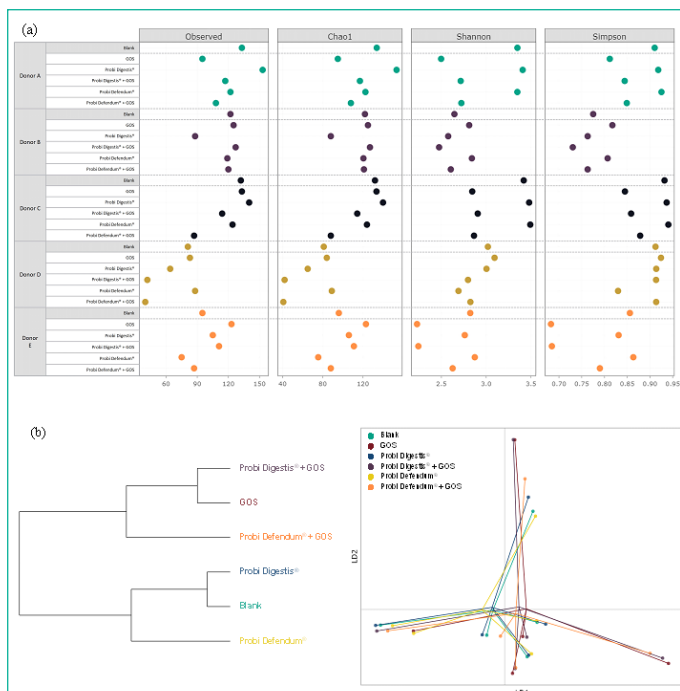 (a)
Observed Chao1 Shannon Simpson
Donor A
Blank
GOS
Probi Digestis®
Probi Digestis® + GOS
Probi Defendum®
Probi Defendum® + GOS
Donor B
Blank
GOS
Probi Digestis®
Probi Digestis® + GOS
Probi Defendum®
Probi Defendum® + GOS
Donor C
Blank
GOS
Probi Digestis®
Probi Digestis® + GOS
Probi Defendum®
Probi Defendum® + GOS
Donor D
Blank
GOS
Probi Digestis®
Probi Digestis® + GOS
Probi Defendum®
Probi Defendum® + GOS
Donor
E
Blank
GOS
Probi Digestis®
Probi Digestis® + GOS
Probi Defendum®
Probi Defendum® + GOS
60 90 120 150 40 80 120 2.5 3.0 3.5 0.70 0.75 0.80 0.85 0.90 0.95
(b)
Probi Digestis® + GOS
GOS
Probi Defendum® + GOS
Probi Digestis®
Blank
Probi Defendum®
Blank
GOS
Probi Digestis®
Probi Digestis® + GOS
Probi Defendum®
Probi Defendum® + GOS
LD2